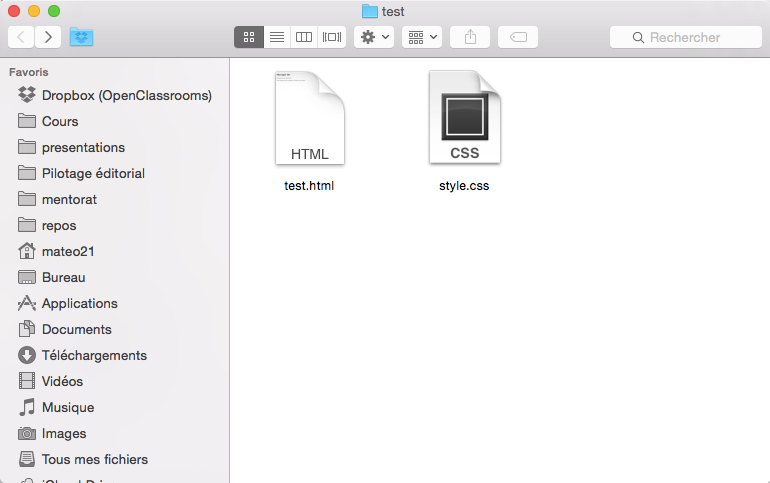 test
Rechercher
Favoris
Dropbox (OpenClassrooms)
Cours
presentations
Pilotage éditorial
mentorat
repos
mateo21
Bureau
Applications
Documents
Téléchargements
Vidéos
Musique
Images
Tous mes fichiers
HTML
CSS
test.html
style.css